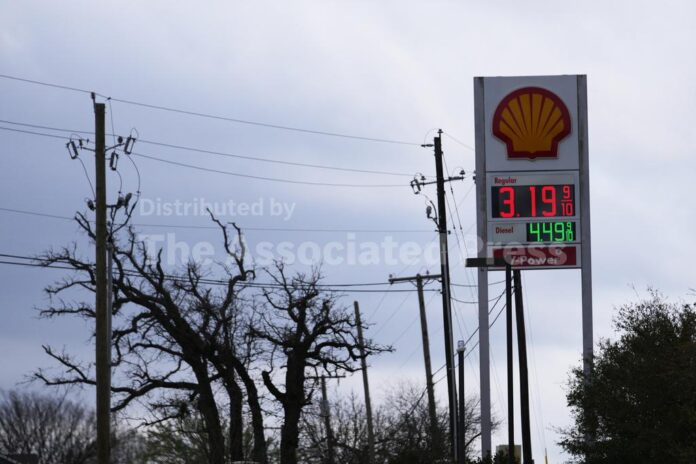 Distributed by
The Associated Press
Regular
3.19 9/10
Diesel
4.49 9/10
V-Power